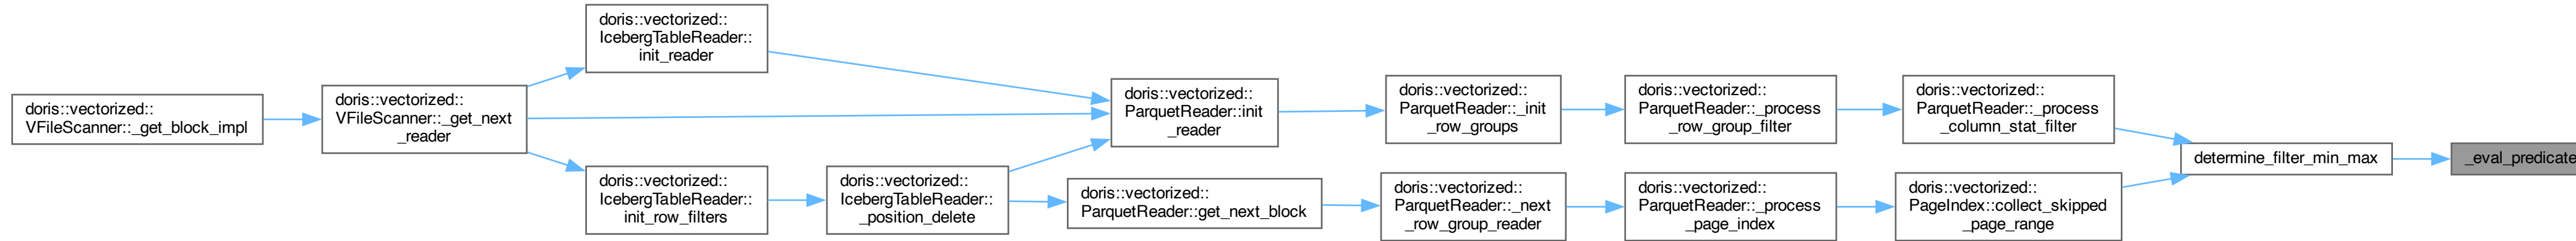 doris::vectorized::
VFileScanner::_get_block_impl
doris::vectorized::
VFileScanner::_get_next
_reader
doris::vectorized::
IcebergTableReader::
init_reader
doris::vectorized::
IcebergTableReader::
init_row_filters
doris::vectorized::
IcebergTableReader::
_position_delete
doris::vectorized::
ParquetReader::init
_reader
doris::vectorized::
ParquetReader::get_next_block
doris::vectorized::
ParquetReader::_init
_row_groups
doris::vectorized::
ParquetReader::_next
_row_group_reader
doris::vectorized::
ParquetReader::_process
_row_group_filter
doris::vectorized::
ParquetReader::_process
_page_index
doris::vectorized::
ParquetReader::_process
_column_stat_filter
doris::vectorized::
PageIndex::collect_skipped
_page_range
determine_filter_min_max
_eval_predicate